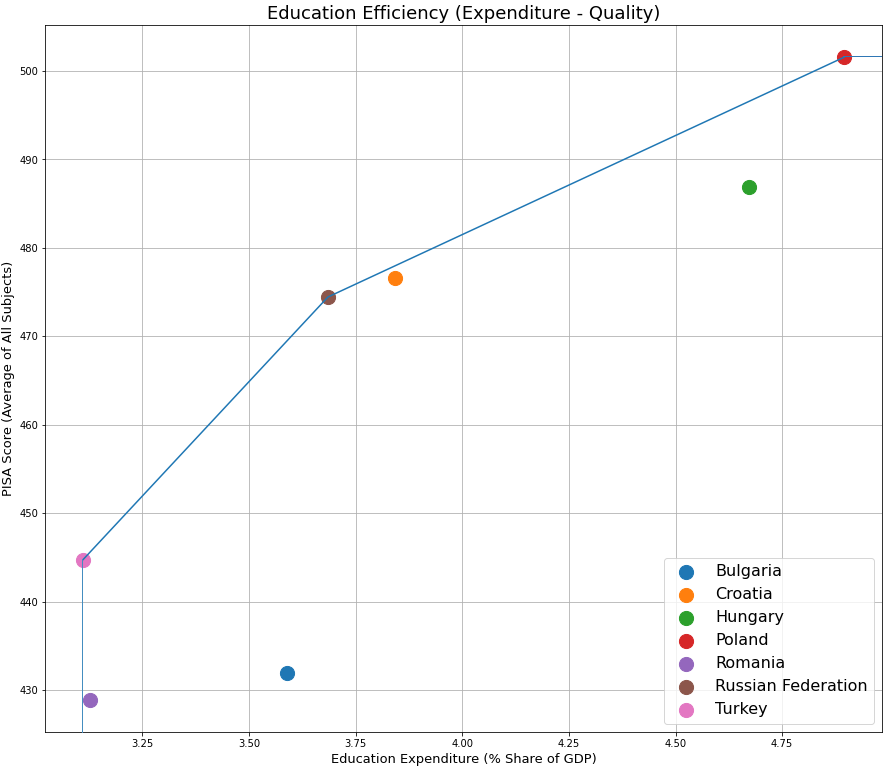 Education Efficiency (Expenditure - Quality)
PISA Score (Average of All Subjects)
500
490
480
470
460
450
440
430
3.25 3.50 3.75 4.00 4.25 4.50 4.75
Education Expenditure (% Share of GDP)
Bulgaria
Croatia
Hungary
Poland
Romania
Russian Federation
Turkey